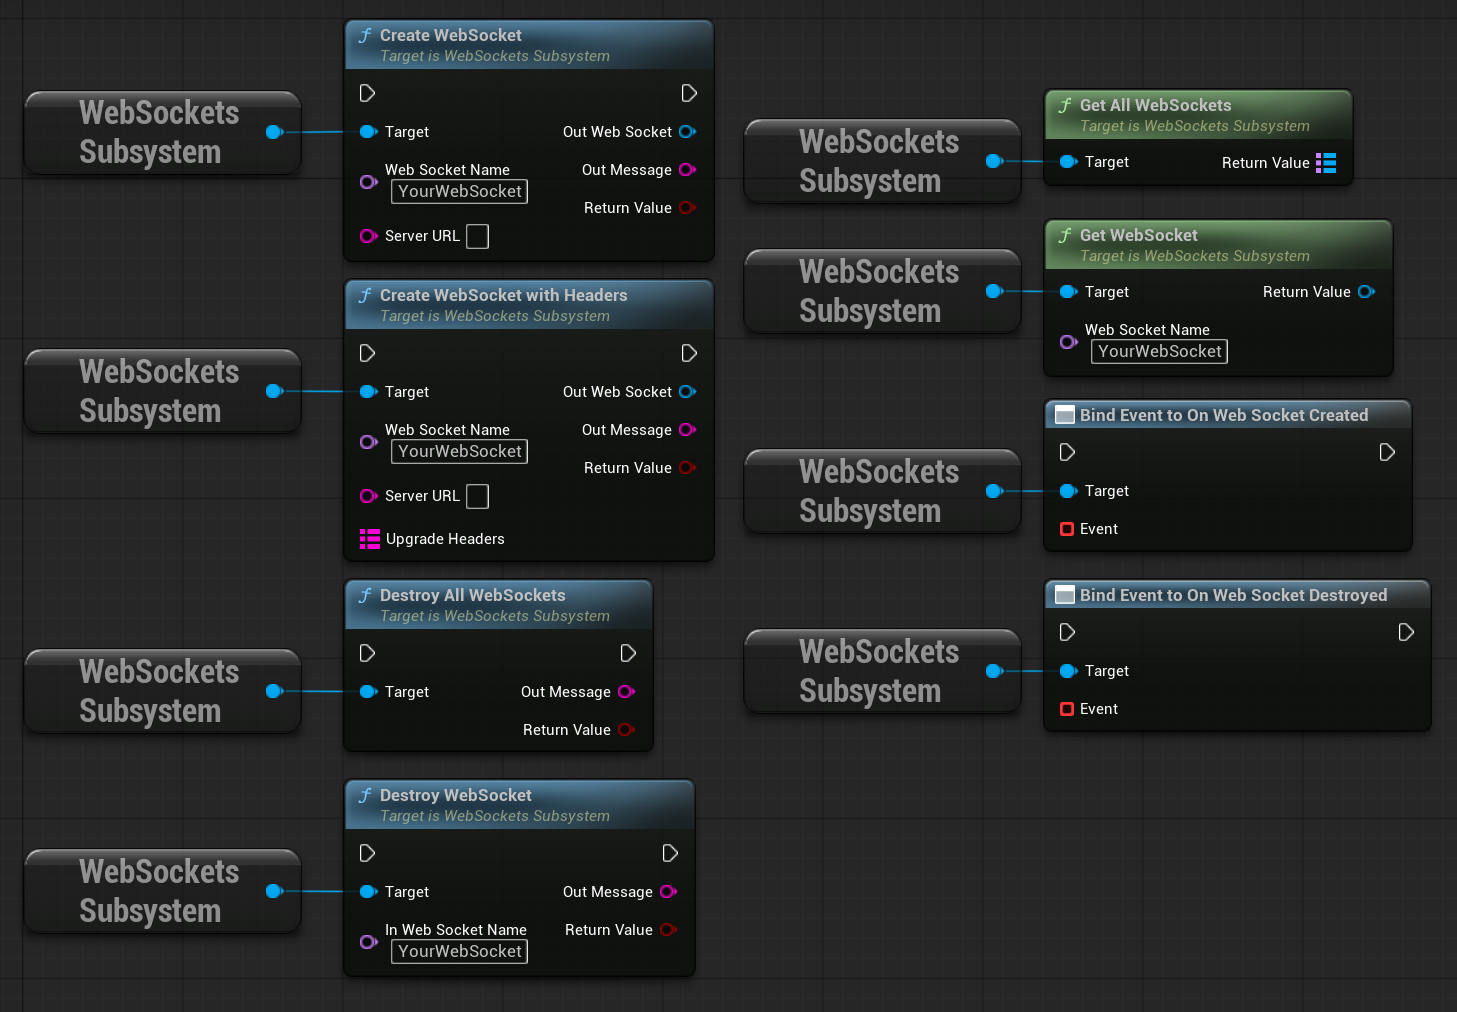 WebSockets
Subsystem
f Create WebSocket
Target is WebSockets Subsystem
Target
Out Web Socket
Web Socket Name
YourWebSocket
Out Message
Return Value
Server URL
WebSockets
Subsystem
f Create WebSocket with Headers
Target is WebSockets Subsystem
Target
Out Web Socket
Web Socket Name
YourWebSocket
Out Message
Return Value
Server URL
Upgrade Headers
WebSockets
Subsystem
f Destroy All WebSockets
Target is WebSockets Subsystem
Target
Out Message
Return Value
WebSockets
Subsystem
f Destroy WebSocket
Target is WebSockets Subsystem
Target
Out Message
In Web Socket Name
YourWebSocket
Return Value
WebSockets
Subsystem
f Get All WebSockets
Target is WebSockets Subsystem
Target
Return Value
WebSockets
Subsystem
f Get WebSocket
Target is WebSockets Subsystem
Target
Return Value
Web Socket Name
YourWebSocket
WebSockets
Subsystem
Bind Event to On Web Socket Created
Target
Event
WebSockets
Subsystem
Bind Event to On Web Socket Destroyed
Target
Event